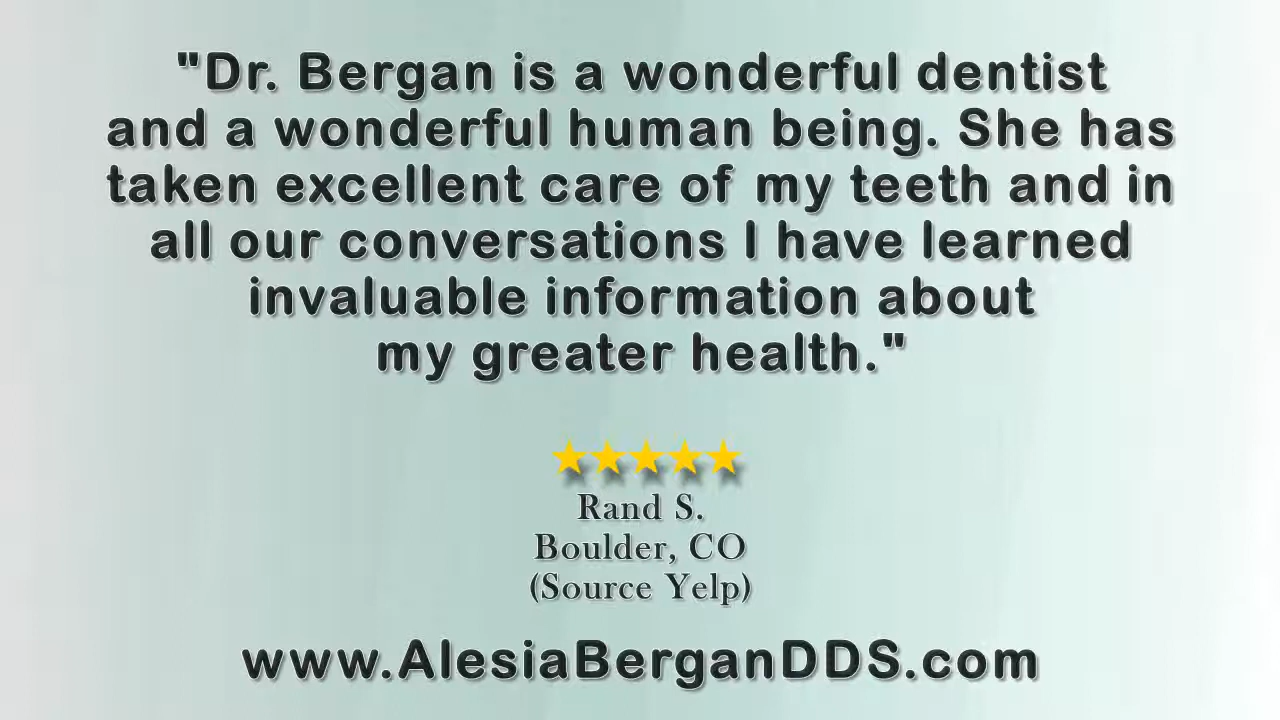 "Dr. Bergan is a wonderful dentist
and a wonderful human being. She has
taken excellent care of my teeth and in
all our conversations I have learned
invaluable information about
my greater health."
Rand S.
Boulder, CO
(Source Yelp)
www.AlesiaBerganDDS.com